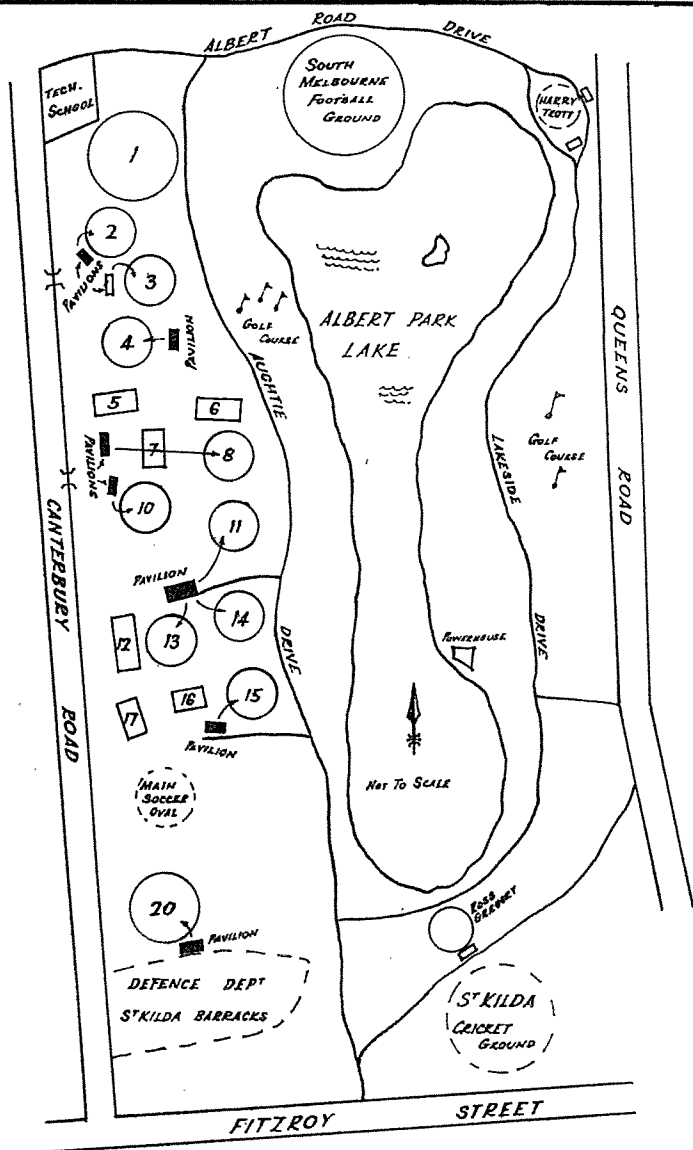 ALBERT ROAD DRIVE
TECH.
SCHOOL
SOUTH
MELBOURNE
FOOTBALL
GROUND
HARRY
TROTT
1
2
3
PAVILIONS
4
PAVILION
GOLF
COURSE
ALBERT PARK
LAKE
QUEENS ROAD
AUGHTIE DRIVE
5
6
7
8
PAVILIONS
10
11
GOLF
COURSE
LAKESIDE DRIVE
CANTERBURY ROAD
PAVILION
12
13
14
POWERHOUSE
15
16
17
PAVILION
NOT TO SCALE
MAIN
SOCCER
OVAL
20
PAVILION
ROSS
GREGORY
DEFENCE DEPT
ST KILDA BARRACKS
ST KILDA
CRICKET
GROUND
FITZROY STREET